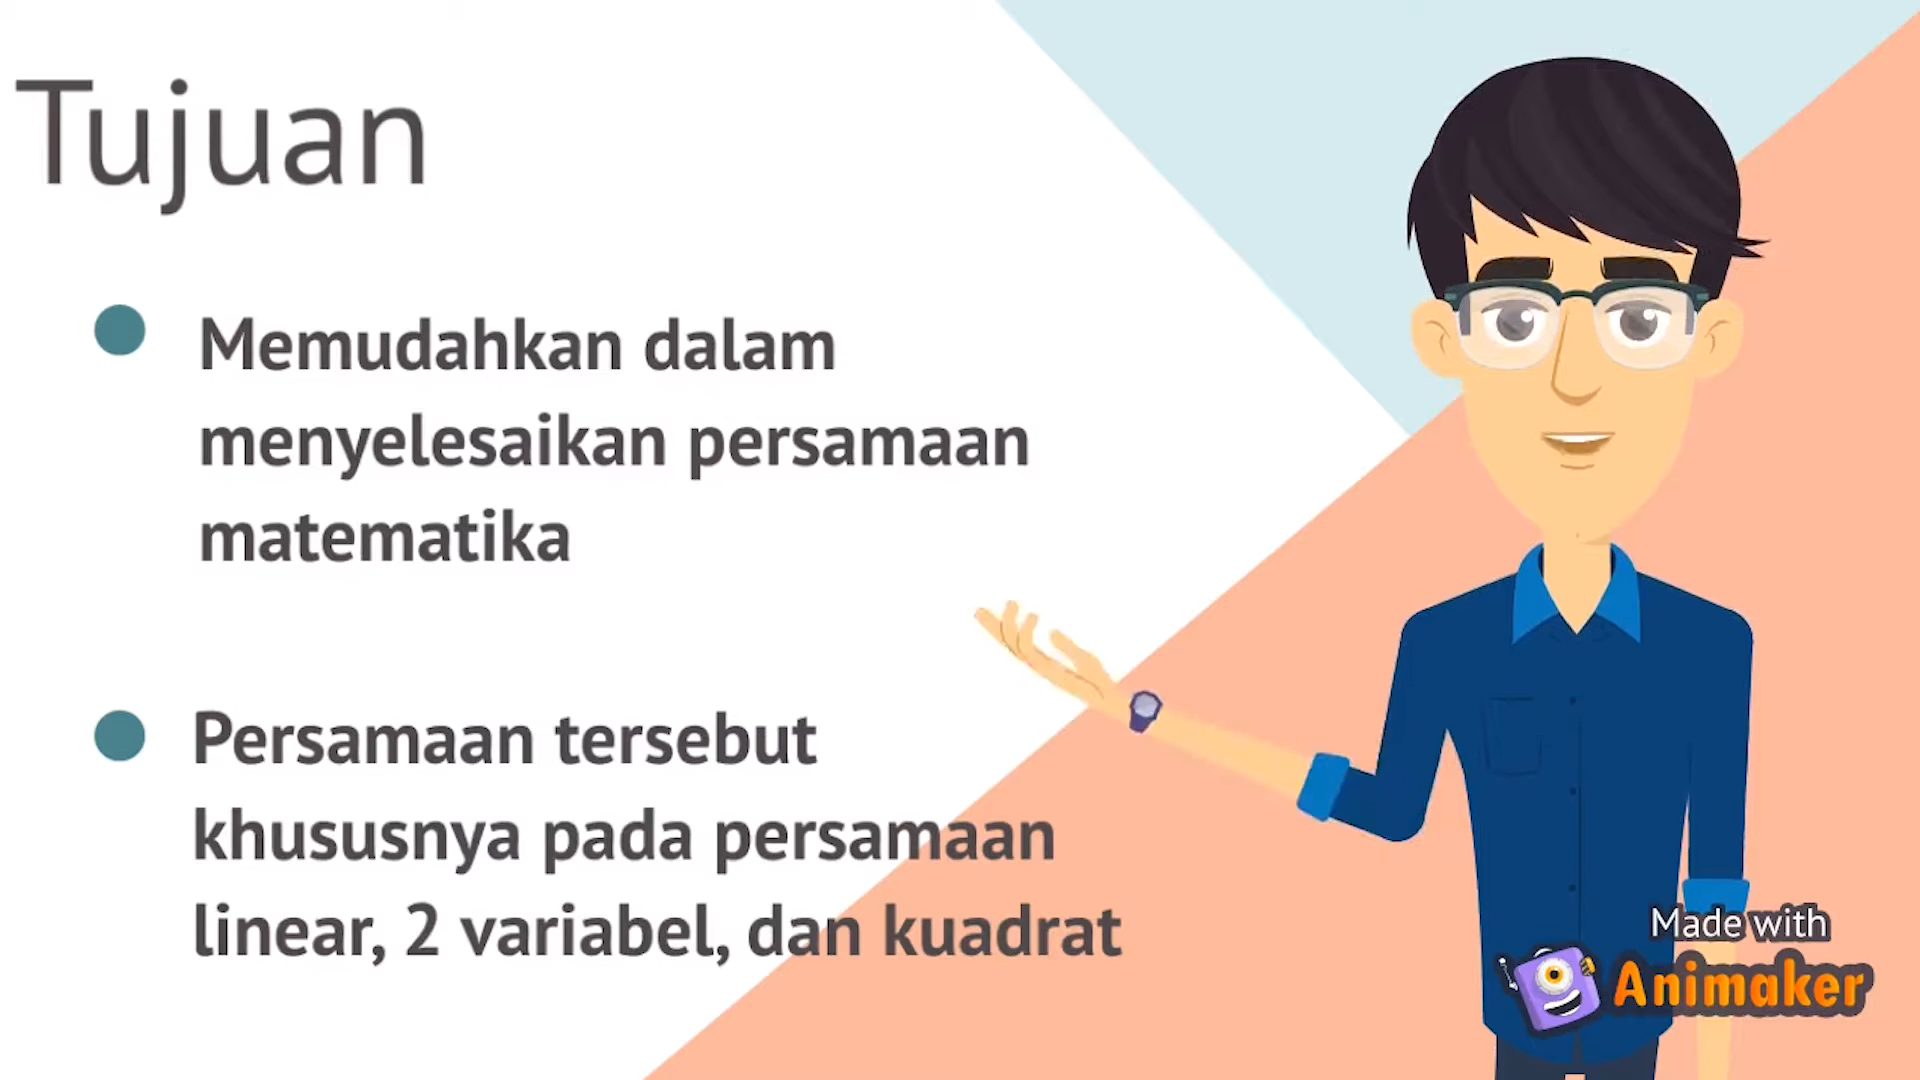 Tujuan
Memudahkan dalam
menyelesaikan persamaan
matematika
Persamaan tersebut
khususnya pada persamaan
linear, 2 variabel, dan kuadrat
Made with
Animaker